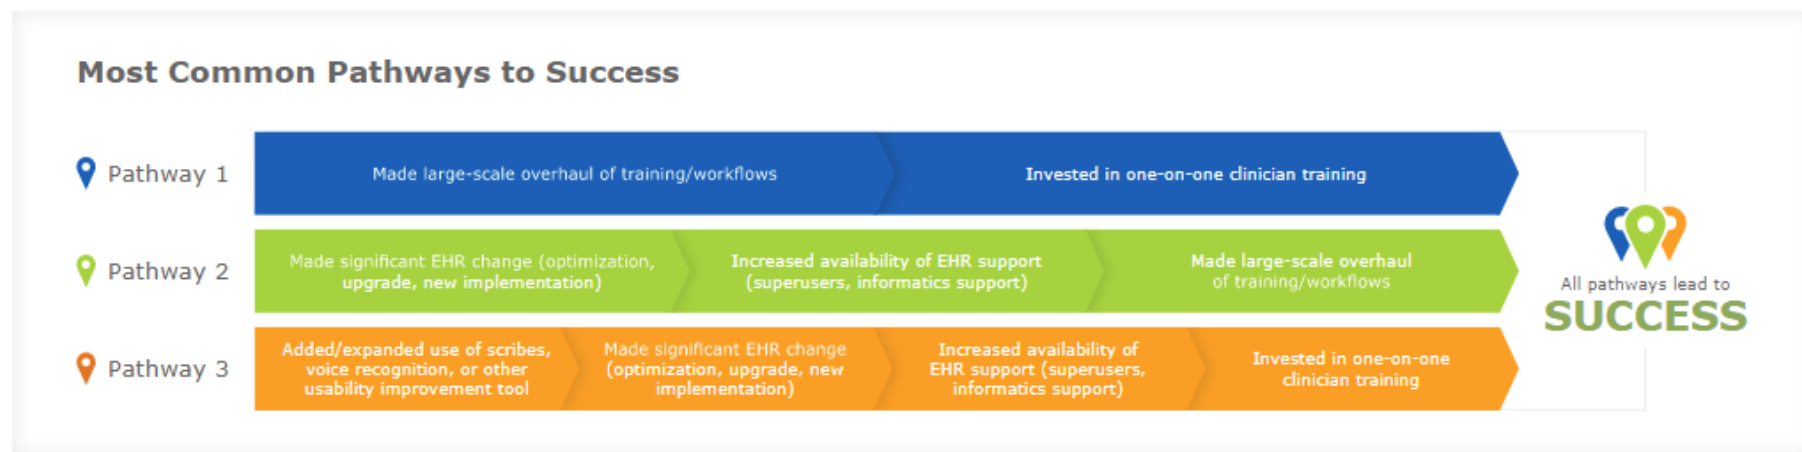 Most Common Pathways to Success
Pathway 1
Made large-scale overhaul of training/workflows
Invested in one-on-one clinician training
Pathway 2
Made significant EHR change (optimization,
upgrade, new implementation)
Increased availability of EHR support
(superusers, informatics support)
Made large-scale overhaul
of training/workflows
Pathway 3
Added/expanded use of scribes,
voice recognition, or other
usability improvement tool
Made significant EHR change
(optimization, upgrade, new
implementation)
Increased availability of
EHR support (superusers,
informatics support)
Invested in one-on-one
clinician training
All pathways lead to
SUCCESS